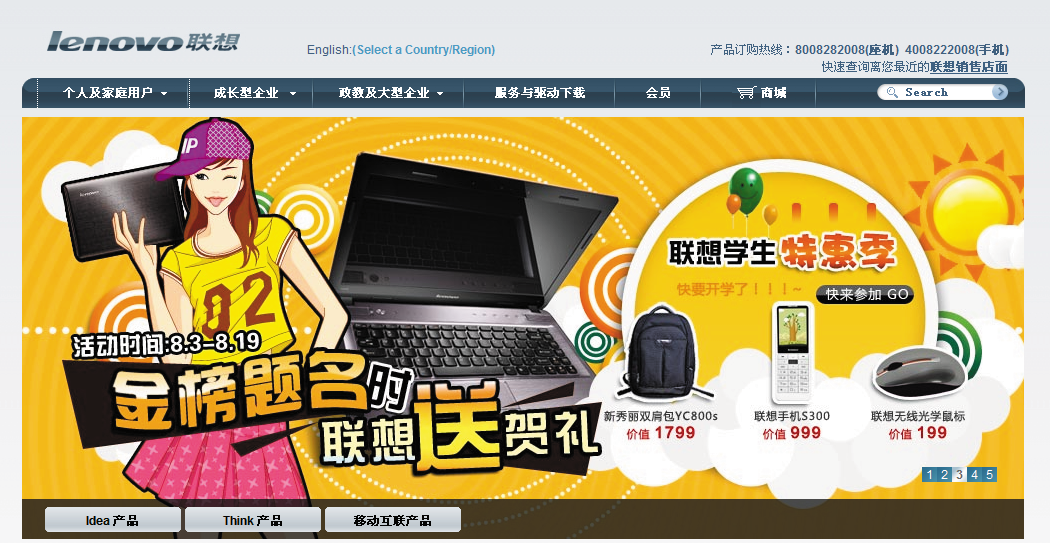 lenovo联想
English:(Select a Country/Region)
产品订购热线：8008282008(座机) 4008222008(手机)
快速查询离您最近的联想销售店面
个人及家庭用户
成长型企业
政教及大型企业
服务与驱动下载
会员
商城
Search
IP
lenovo
02
联想学生特惠季
快要开学了！！！~
快来参加 GO
活动时间:8.3-8.19
金榜题名时
联想送贺礼
新秀丽双肩包YC800s
价值 1799
联想手机S300
价值 999
联想无线光学鼠标
价值 199
1 2 3 4 5
Idea 产品
Think 产品
移动互联产品